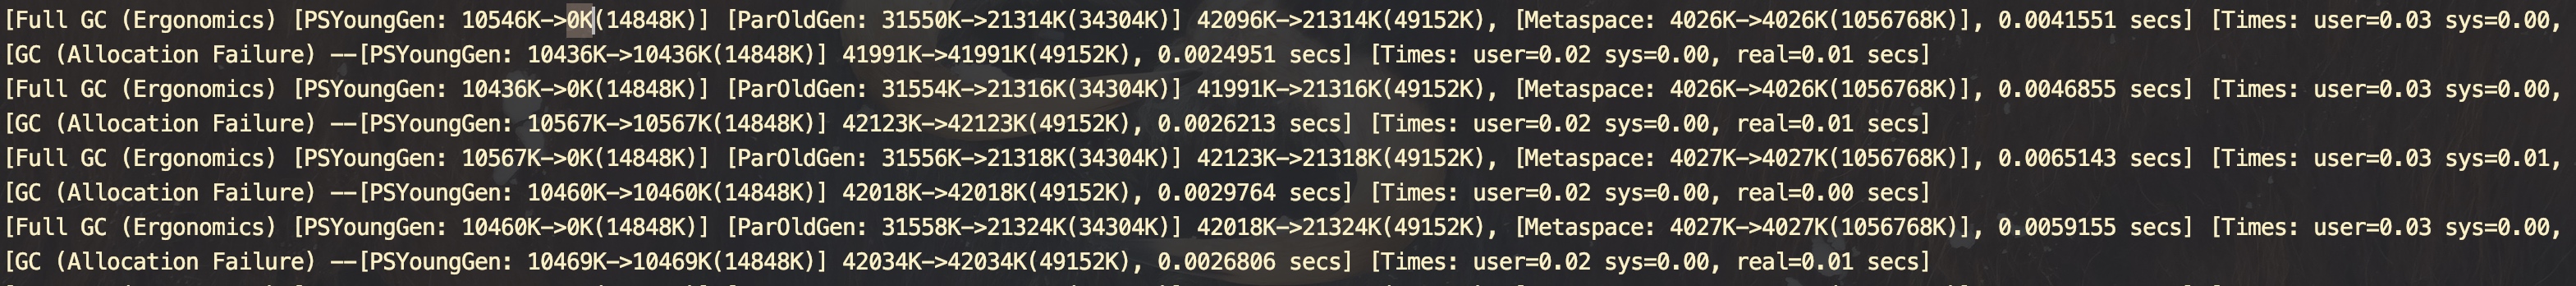 [Full GC (Ergonomics) [PSYoungGen: 10546K->0K(14848K)] [ParOldGen: 31550K->21314K(34304K)] 42096K->21314K(49152K), [Metaspace: 4026K->4026K(1056768K)], 0.0041551 secs] [Times: user=0.03 sys=0.00,
[GC (Allocation Failure) --[PSYoungGen: 10436K->10436K(14848K)] 41991K->41991K(49152K), 0.0024951 secs] [Times: user=0.02 sys=0.00, real=0.01 secs]
[Full GC (Ergonomics) [PSYoungGen: 10436K->0K(14848K)] [ParOldGen: 31554K->21316K(34304K)] 41991K->21316K(49152K), [Metaspace: 4026K->4026K(1056768K)], 0.0046855 secs] [Times: user=0.03 sys=0.00,
[GC (Allocation Failure) --[PSYoungGen: 10567K->10567K(14848K)] 42123K->42123K(49152K), 0.0026213 secs] [Times: user=0.02 sys=0.00, real=0.01 secs]
[Full GC (Ergonomics) [PSYoungGen: 10567K->0K(14848K)] [ParOldGen: 31556K->21318K(34304K)] 42123K->21318K(49152K), [Metaspace: 4027K->4027K(1056768K)], 0.0065143 secs] [Times: user=0.03 sys=0.01,
[GC (Allocation Failure) --[PSYoungGen: 10460K->10460K(14848K)] 42018K->42018K(49152K), 0.0029764 secs] [Times: user=0.02 sys=0.00, real=0.00 secs]
[Full GC (Ergonomics) [PSYoungGen: 10460K->0K(14848K)] [ParOldGen: 31558K->21324K(34304K)] 42018K->21324K(49152K), [Metaspace: 4027K->4027K(1056768K)], 0.0059155 secs] [Times: user=0.03 sys=0.00,
[GC (Allocation Failure) --[PSYoungGen: 10469K->10469K(14848K)] 42034K->42034K(49152K), 0.0026806 secs] [Times: user=0.02 sys=0.00, real=0.01 secs]